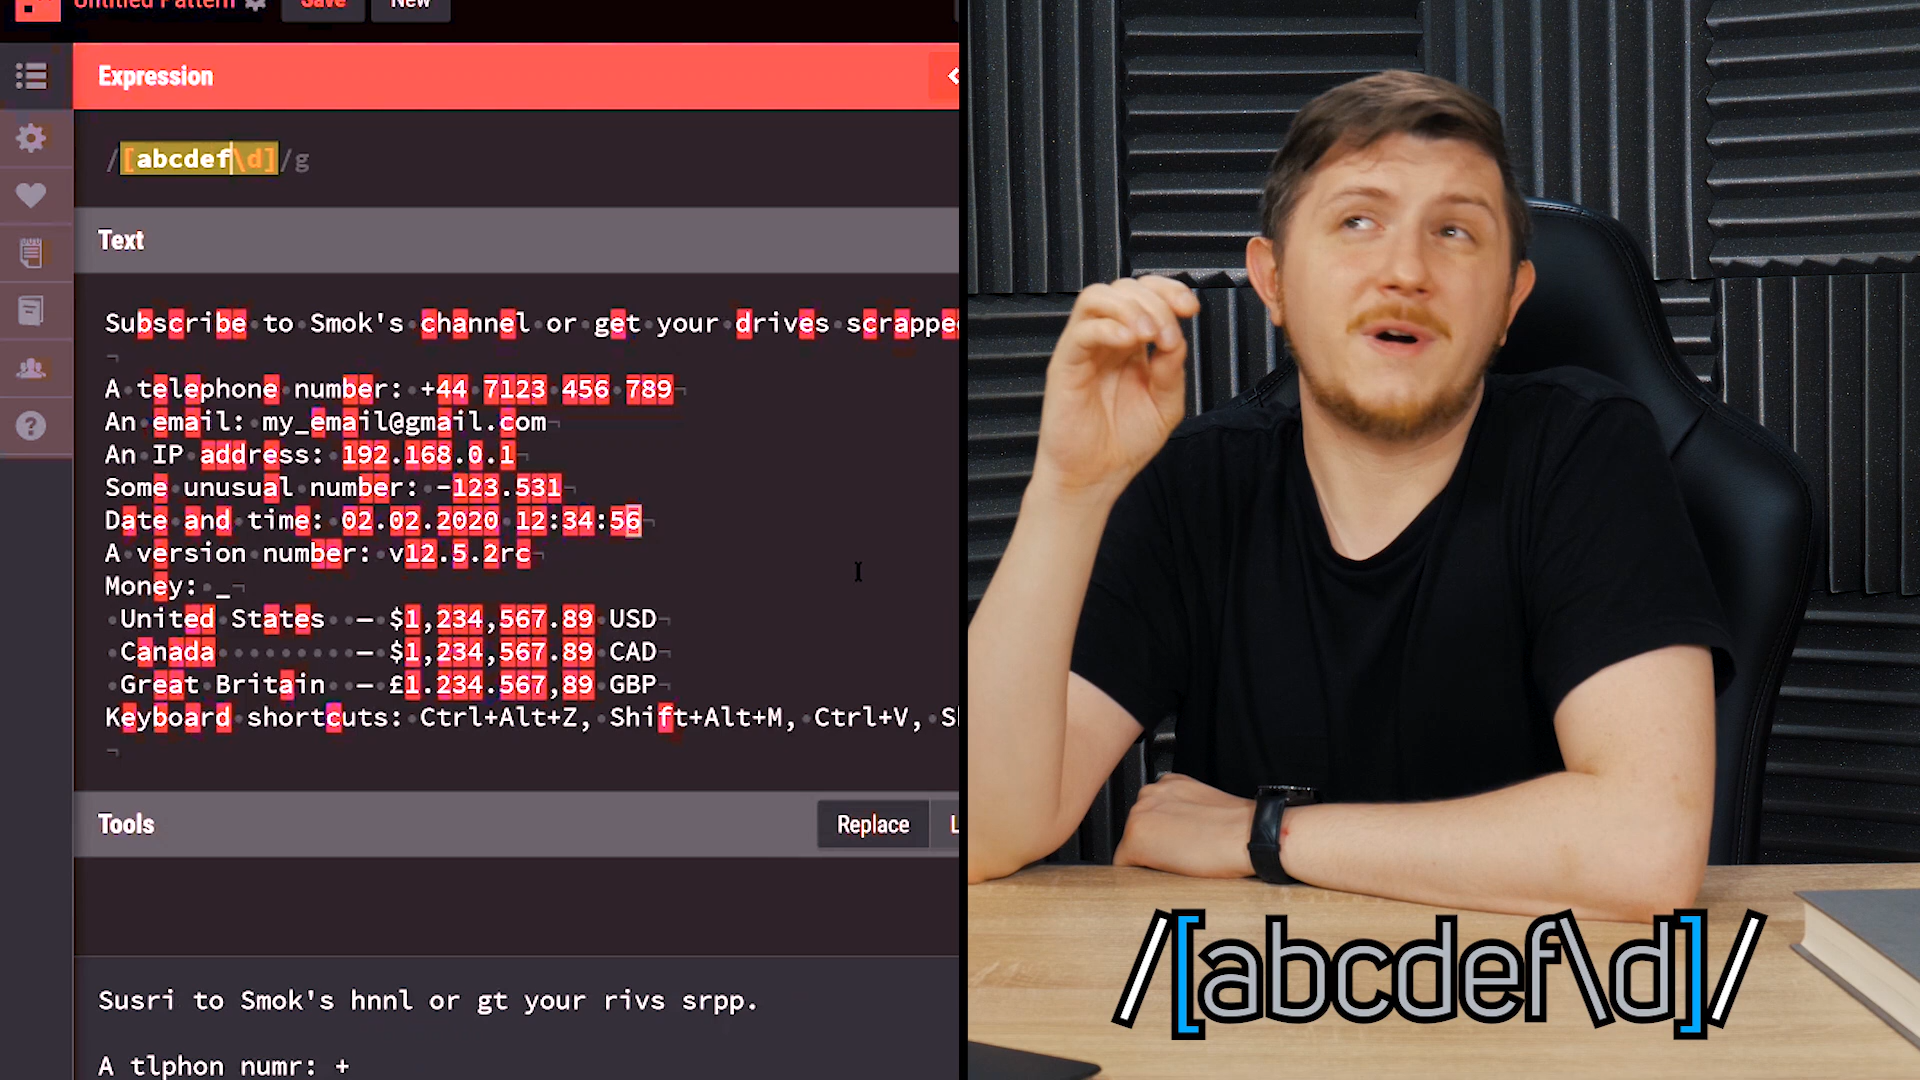 Untitled Pattern Save New
Expression
/[abcdef\d]/g
Text
Subscribe to Smok's channel or get your drives scrappe
A telephone number: +44 7123 456 789
An email: my_email@gmail.com
An IP address: 192.168.0.1
Some unusual number: -123.531
Date and time: 02.02.2020 12:34:56
A version number: v12.5.2rc
Money: _
United States — $1,234,567.89 USD
Canada — $1,234,567.89 CAD
Great Britain — £1.234.567,89 GBP
Keyboard shortcuts: Ctrl+Alt+Z, Shift+Alt+M, Ctrl+V, S
Tools
Replace L
Susri to Smok's hnnl or gt your rivs srpp.
A tlphon numr: +
/[abcdef\d]/